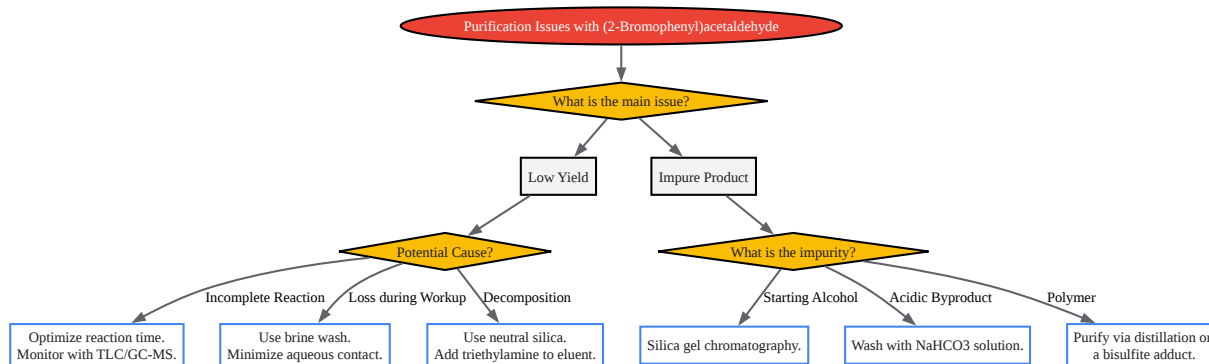 Purification Issues with (2-Bromophenyl)acetaldehyde
What is the main issue?
Low Yield
Impure Product
Potential Cause?
What is the impurity?
Incomplete Reaction
Loss during Workup
Decomposition
Starting Alcohol
Acidic Byproduct
Polymer
Optimize reaction time.
Monitor with TLC/GC-MS.
Use brine wash.
Minimize aqueous contact.
Use neutral silica.
Add triethylamine to eluent.
Silica gel chromatography.
Wash with NaHCO3 solution.
Purify via distillation or
a bisulfite adduct.